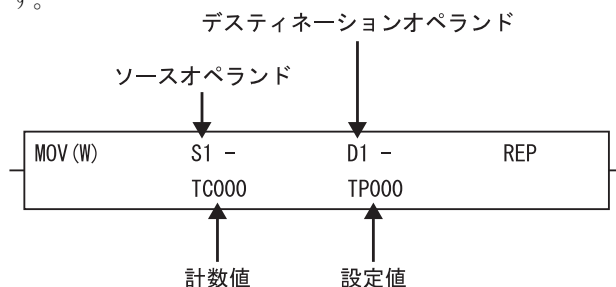 す。
デスティネーションオペランド
ソースオペランド
MOV(W) S1 - D1 - REP
TC000 TP000
計数値 設定値